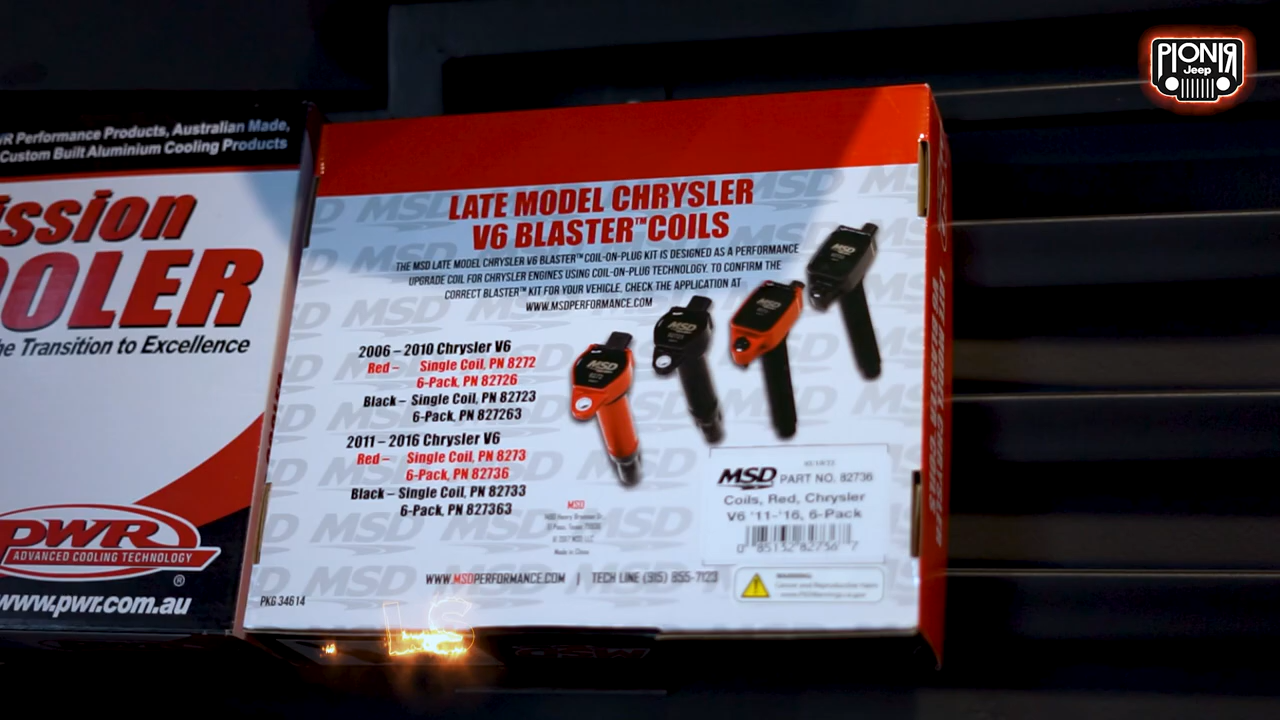 PIONIR
Jeep
R Performance Products, Australian Made,
Custom Built Aluminium Cooling Products
ission
OOLER
he Transition to Excellence
PWR
ADVANCED COOLING TECHNOLOGY
®
www.pwr.com.au
LATE MODEL CHRYSLER
V6 BLASTER™ COILS
THE MSD LATE MODEL CHRYSLER V6 BLASTER™ COIL-ON-PLUG KIT IS DESIGNED AS A PERFORMANCE
UPGRADE COIL FOR CHRYSLER ENGINES USING COIL-ON-PLUG TECHNOLOGY. TO CONFIRM THE
CORRECT BLASTER™ KIT FOR YOUR VEHICLE, CHECK THE APPLICATION AT
WWW.MSDPERFORMANCE.COM
2006 – 2010 Chrysler V6
Red – Single Coil, PN 8272
6-Pack, PN 82726
Black – Single Coil, PN 82723
6-Pack, PN 827263
2011 – 2016 Chrysler V6
Red – Single Coil, PN 8273
6-Pack, PN 82736
Black – Single Coil, PN 82733
6-Pack, PN 827363
MSD
Made in China
MSD PART NO. 82736
Coils, Red, Chrysler
V6 '11-'16, 6-Pack
0 85132 82736 7
WARNING:
WWW.MSDPERFORMANCE.COM | TECH LINE (915) 855-7123
PKG 34614